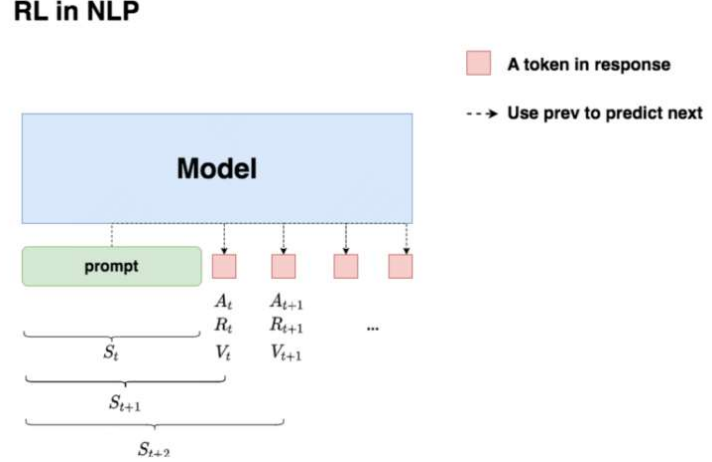 RL in NLP
A token in response
Use prev to predict next
Model
prompt
A_t A_{t+1}
R_t R_{t+1} ...
S_t V_t V_{t+1}
S_{t+1}
S_{t+2}